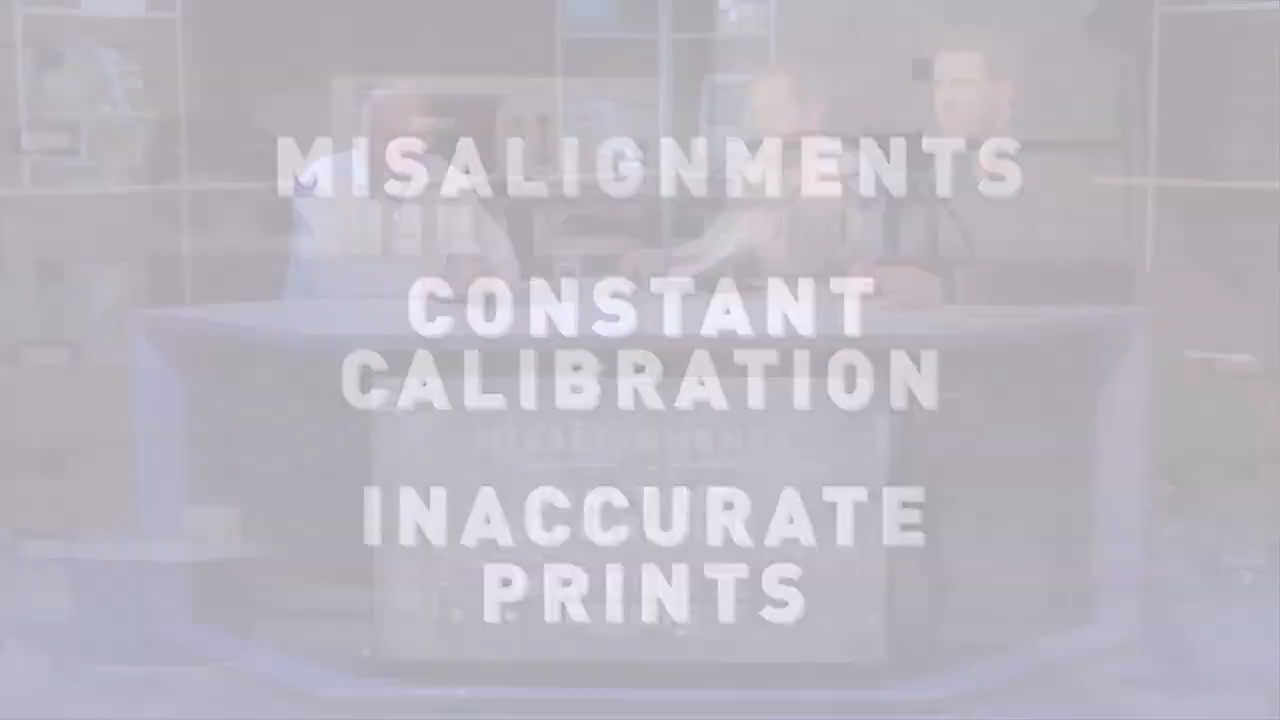 MISALIGNMENTS
CONSTANT
CALIBRATION
INACCURATE
PRINTS